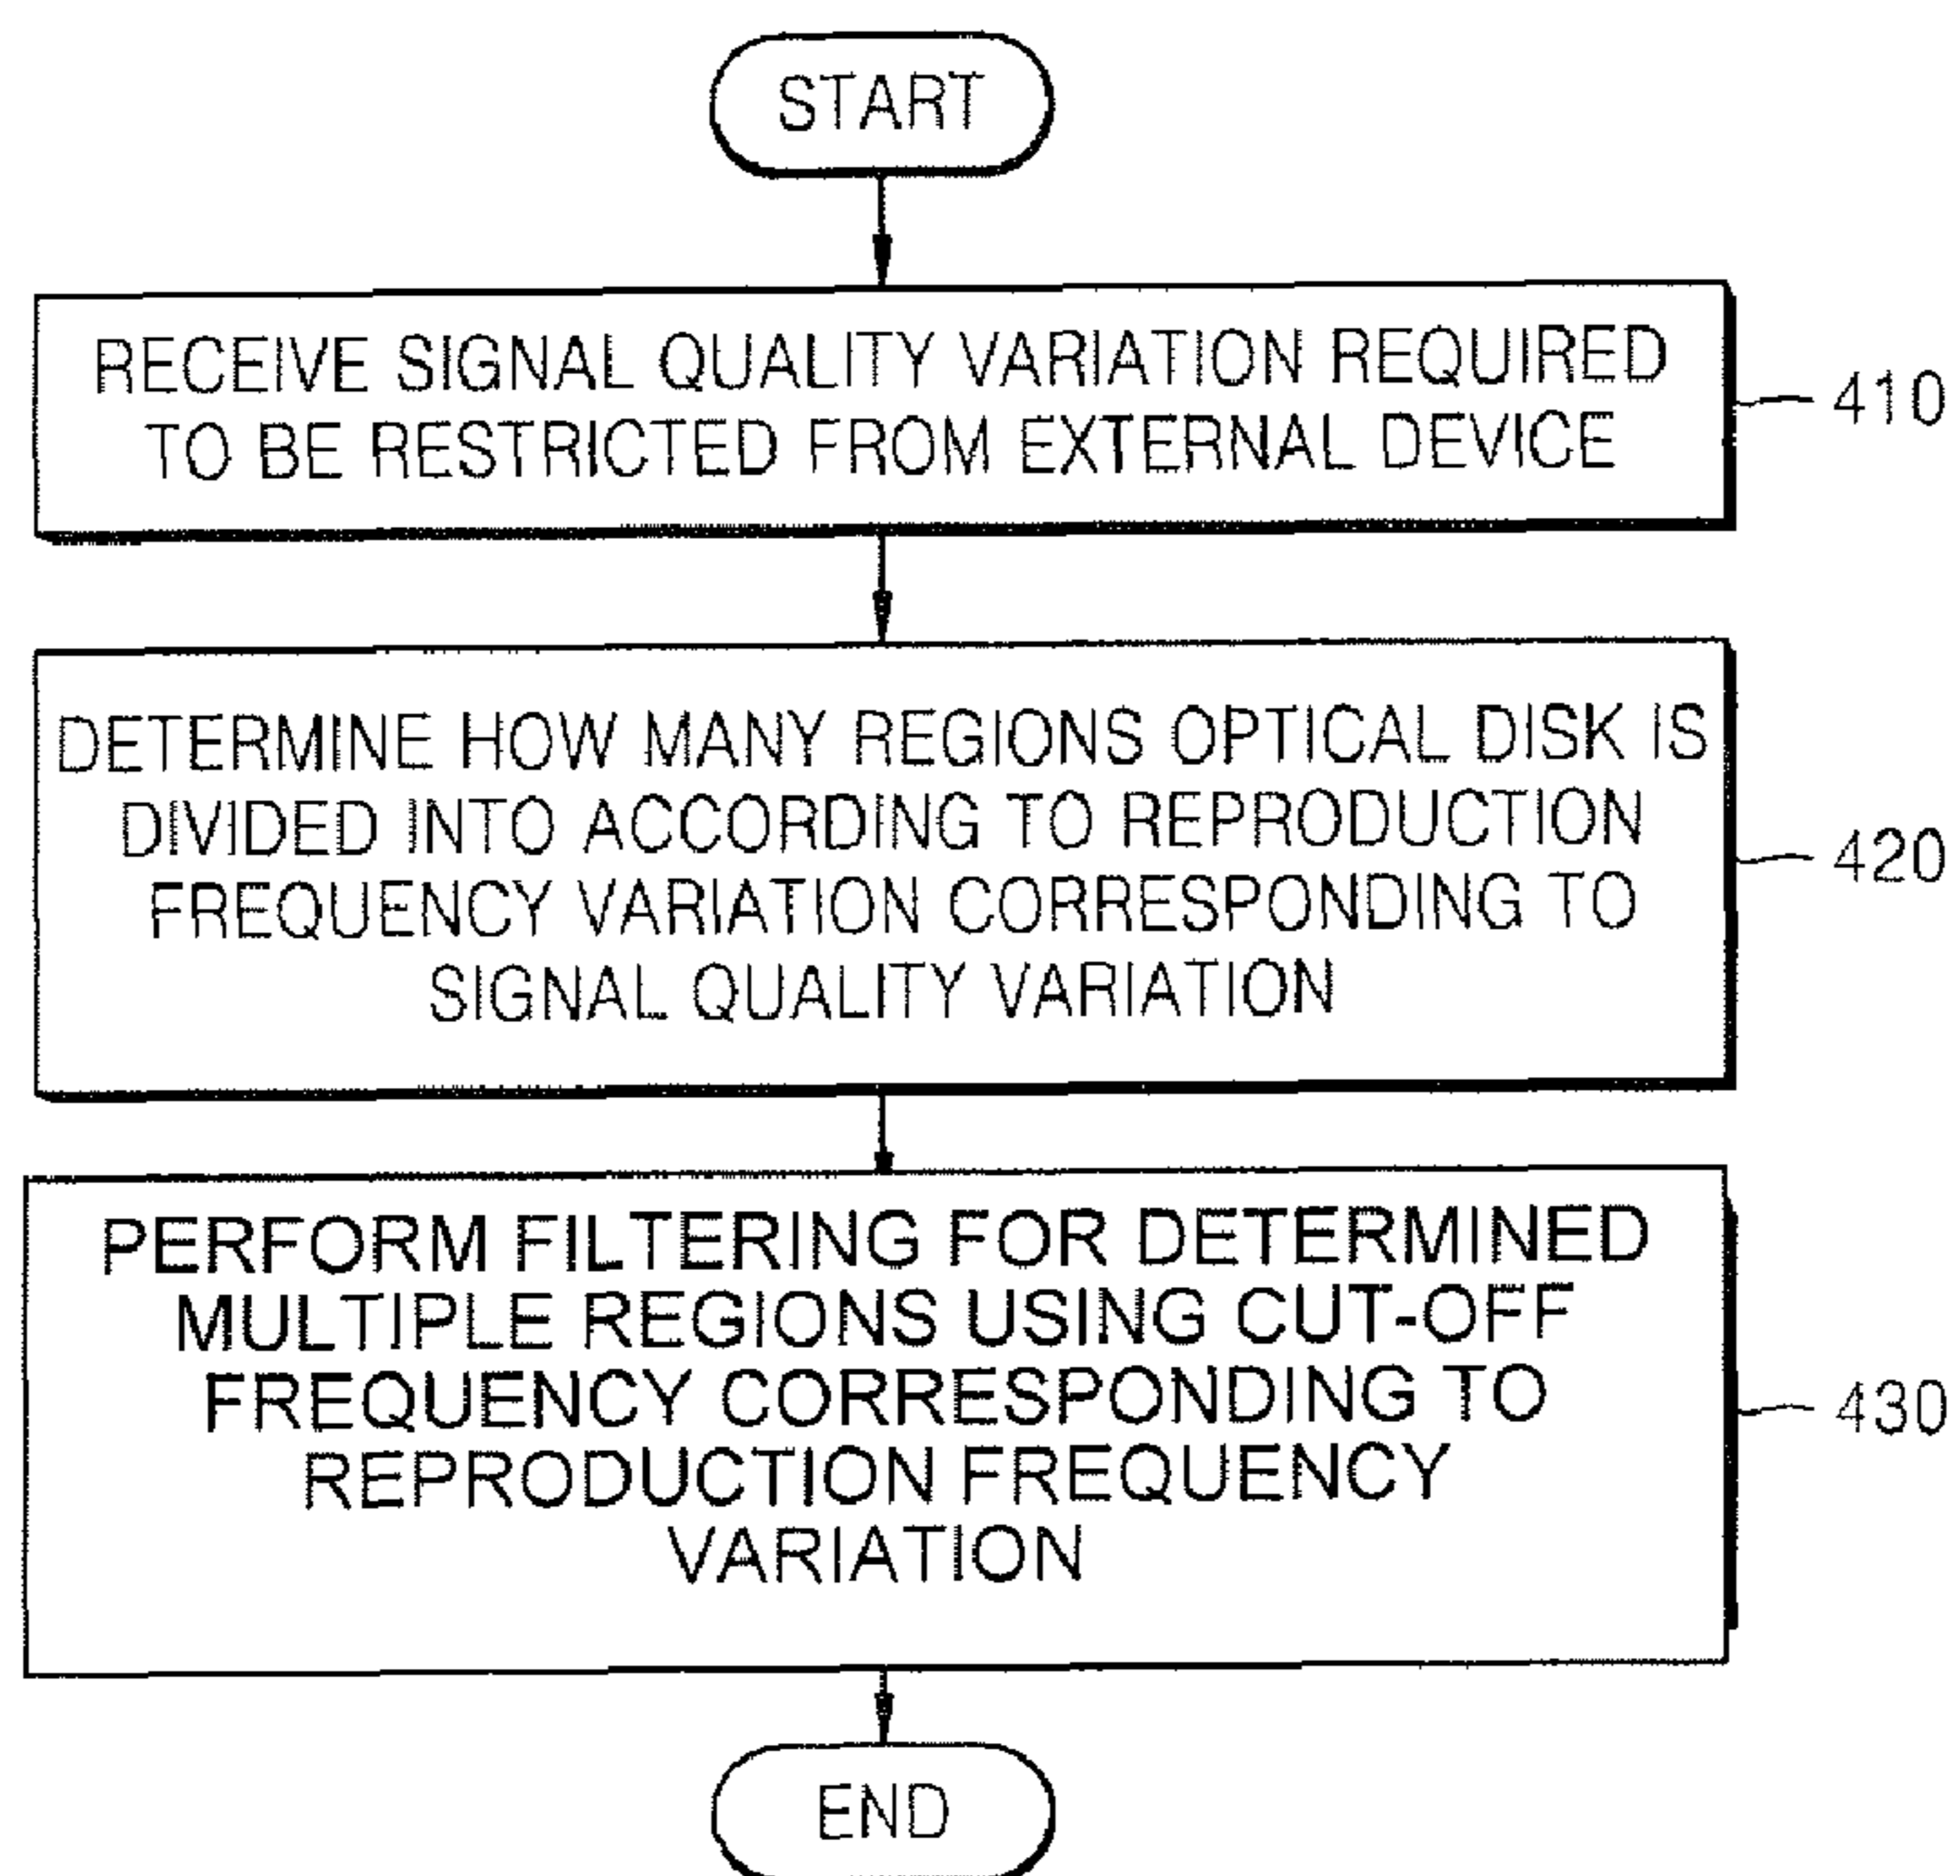 START
RECEIVE SIGNAL QUALITY VARIATION REQUIRED
TO BE RESTRICTED FROM EXTERNAL DEVICE
410
DETERMINE HOW MANY REGIONS OPTICAL DISK IS
DIVIDED INTO ACCORDING TO REPRODUCTION
FREQUENCY VARIATION CORRESPONDING TO
SIGNAL QUALITY VARIATION
420
PERFORM FILTERING FOR DETERMINED
MULTIPLE REGIONS USING CUT-OFF
FREQUENCY CORRESPONDING TO
REPRODUCTION FREQUENCY
VARIATION
430
END